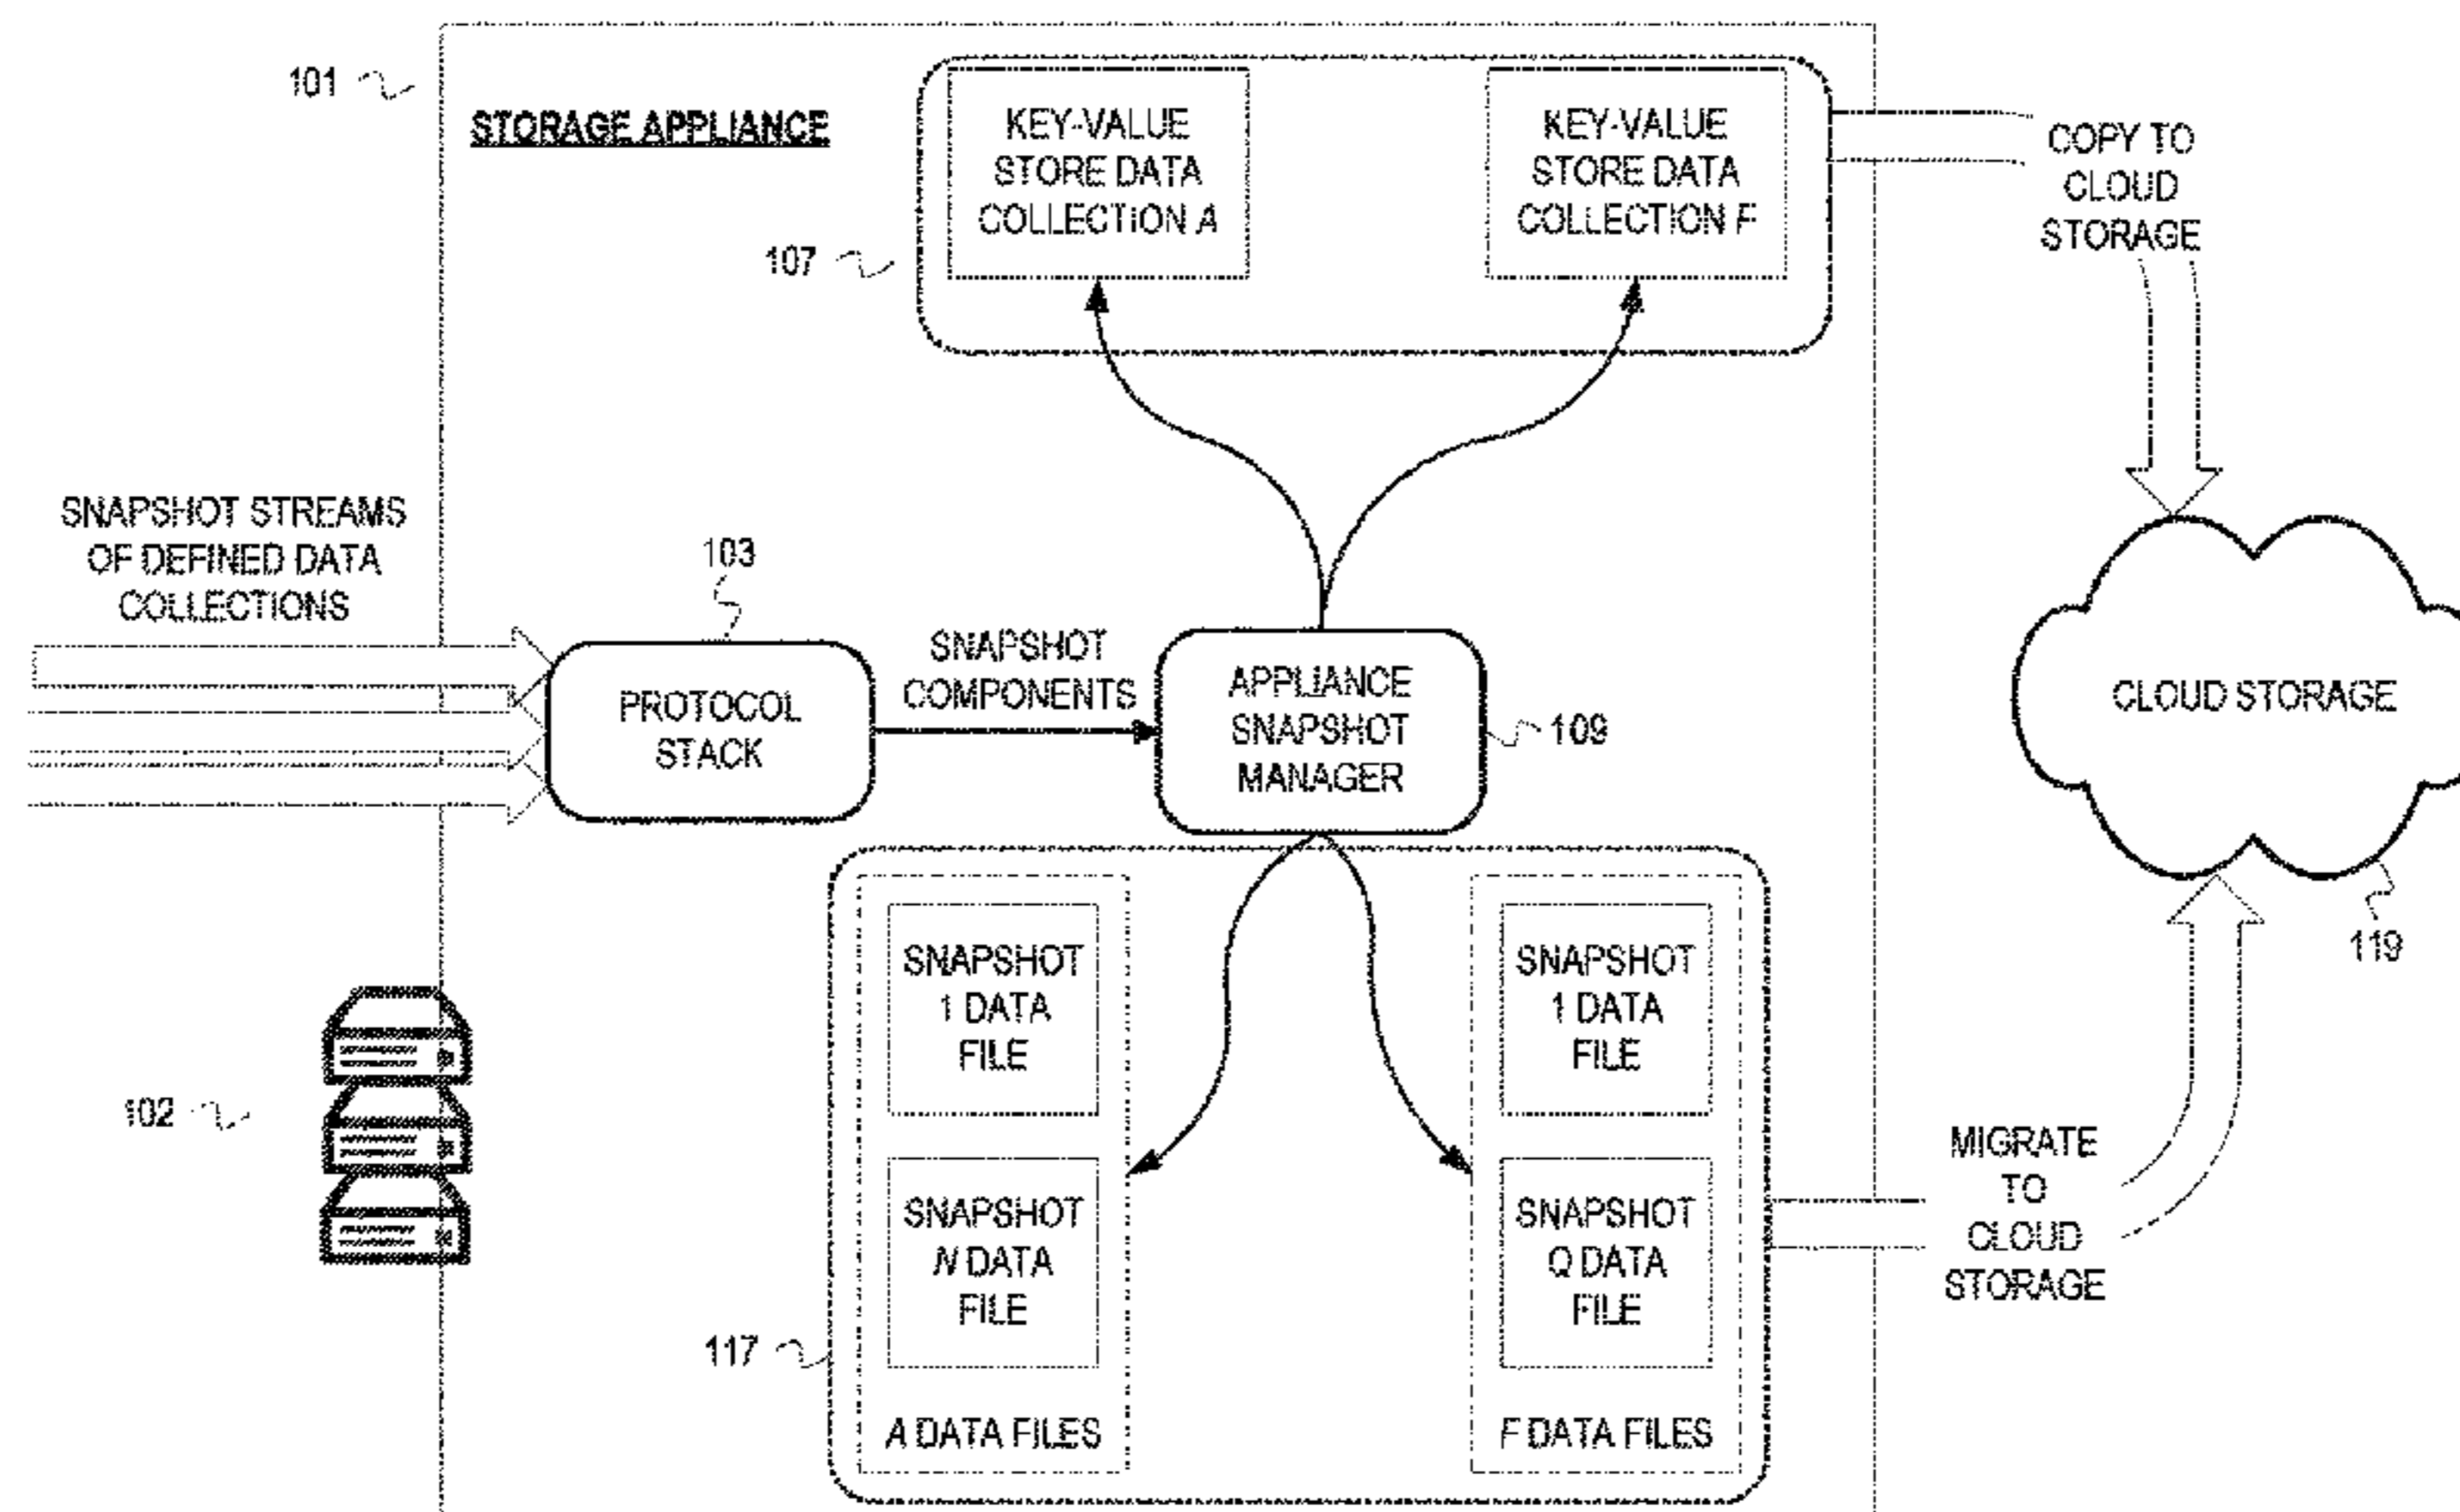 101
STORAGE APPLIANCE
KEY-VALUE
STORE DATA
COLLECTION A
KEY-VALUE
STORE DATA
COLLECTION F
107
COPY TO
CLOUD
STORAGE
SNAPSHOT STREAMS
OF DEFINED DATA
COLLECTIONS
103
PROTOCOL
STACK
SNAPSHOT
COMPONENTS
APPLIANCE
SNAPSHOT
MANAGER
109
CLOUD STORAGE
119
102
SNAPSHOT
1 DATA
FILE
SNAPSHOT
N DATA
FILE
A DATA FILES
SNAPSHOT
1 DATA
FILE
SNAPSHOT
Q DATA
FILE
F DATA FILES
117
MIGRATE
TO
CLOUD
STORAGE